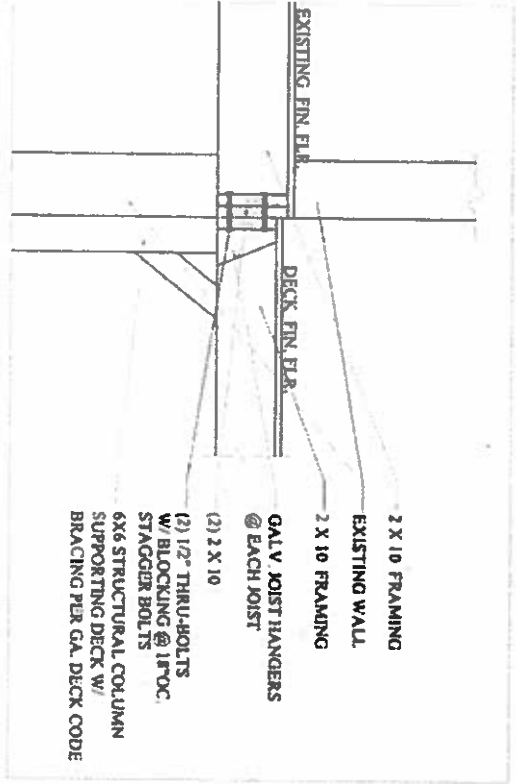 EXISTING FIN. FLR.
DECK FIN. FLR.
2 X 10 FRAMING
EXISTING WALL
2 X 10 FRAMING
GALV. JOIST HANGERS
@ EACH JOIST
(2) 2 X 10
(2) 1/2" THRU-BOLTS
W/ BLOCKING @ OC.
STAGGER BOLTS
6X6 STRUCTURAL COLUMN
SUPPORTING DECK W/
BRACING PER GA. DECK CODE